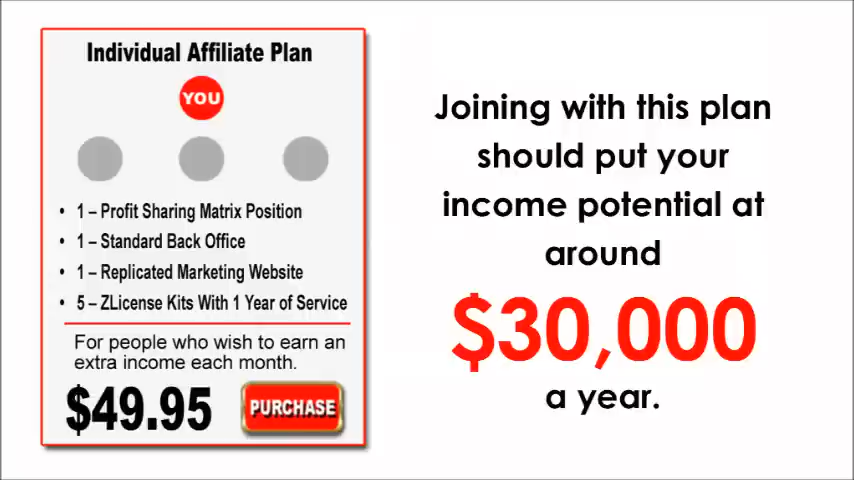 Individual Affiliate Plan
YOU
• 1 – Profit Sharing Matrix Position
• 1 – Standard Back Office
• 1 – Replicated Marketing Website
• 5 – ZLicense Kits With 1 Year of Service
For people who wish to earn an
extra income each month.
$49.95
PURCHASE
Joining with this plan
should put your
income potential at
around
$30,000
a year.